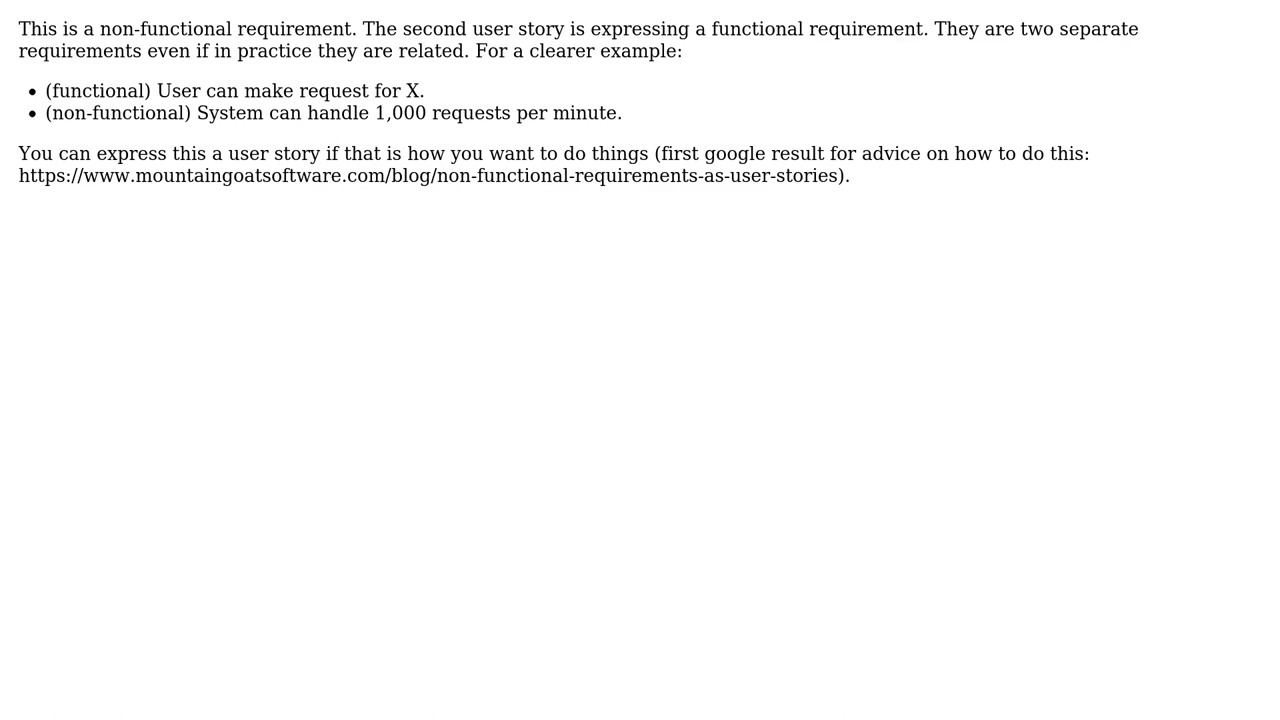 This is a non-functional requirement. The second user story is expressing a functional requirement. They are two separate
requirements even if in practice they are related. For a clearer example:
• (functional) User can make request for X.
• (non-functional) System can handle 1,000 requests per minute.
You can express this a user story if that is how you want to do things (first google result for advice on how to do this:
https://www.mountaingoatsoftware.com/blog/non-functional-requirements-as-user-stories).